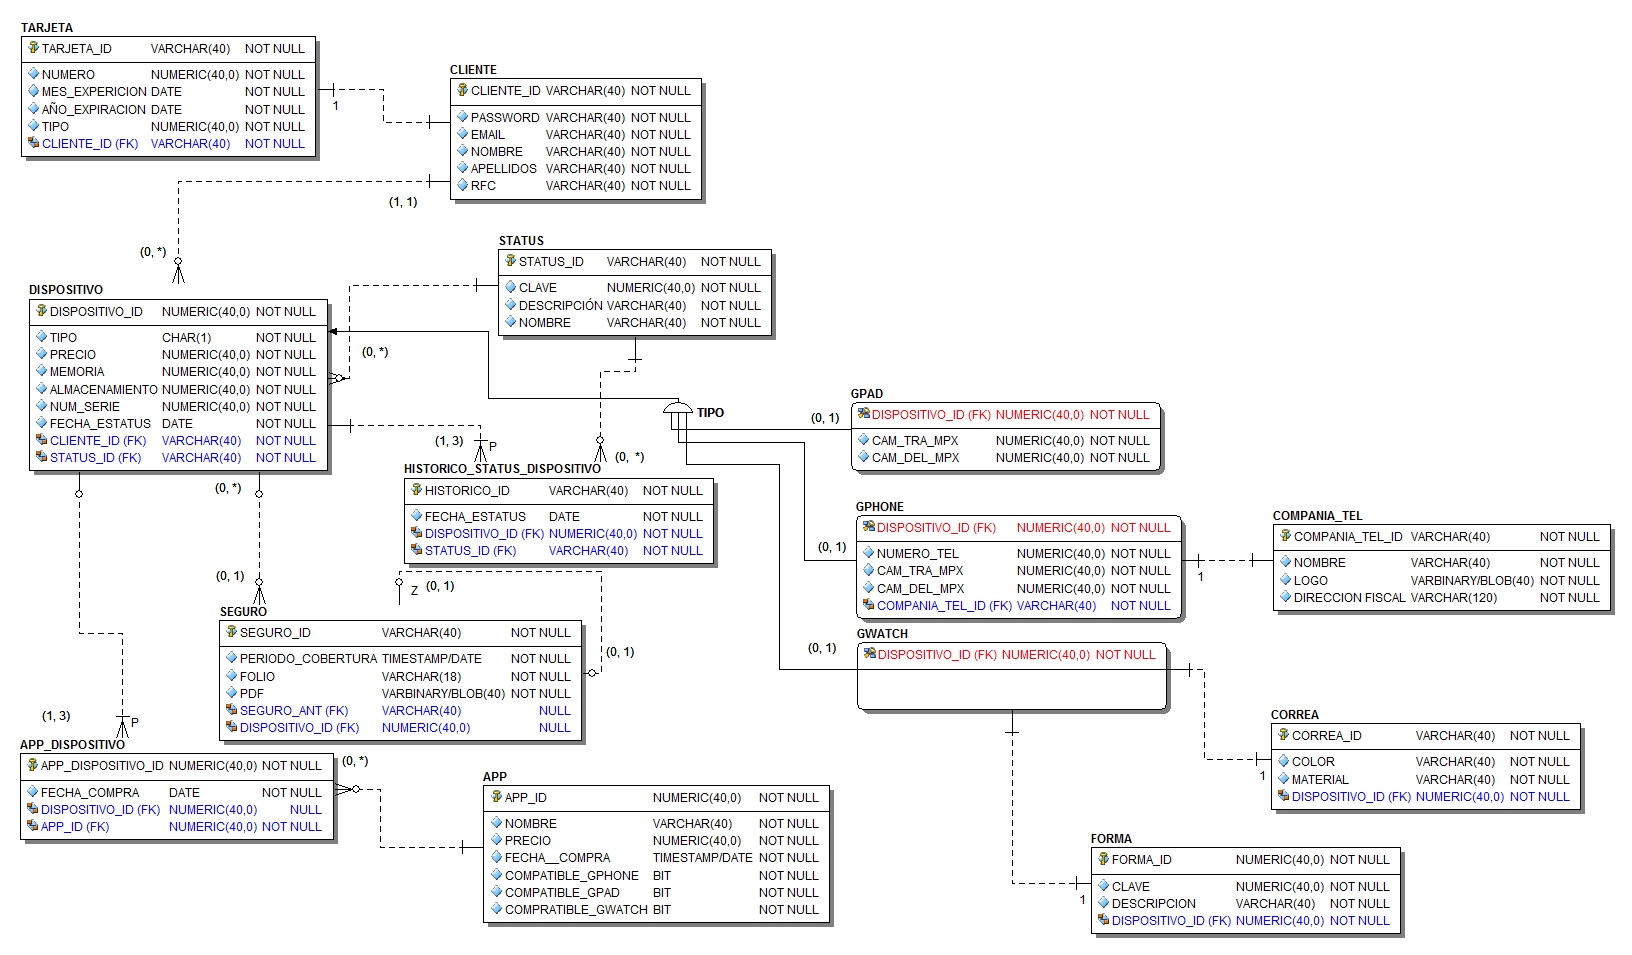 TARJETA
TARJETA_ID VARCHAR(40) NOT NULL
NUMERO NUMERIC(40,0) NOT NULL
MES_EXPERICION DATE NOT NULL
AÑO_EXPIRACION DATE NOT NULL
TIPO NUMERIC(40,0) NOT NULL
CLIENTE_ID (FK) VARCHAR(40) NOT NULL
1
CLIENTE
CLIENTE_ID VARCHAR(40) NOT NULL
PASSWORD VARCHAR(40) NOT NULL
EMAIL VARCHAR(40) NOT NULL
NOMBRE VARCHAR(40) NOT NULL
APELLIDOS VARCHAR(40) NOT NULL
RFC VARCHAR(40) NOT NULL
(1, 1)
(0, *)
STATUS
STATUS_ID VARCHAR(40) NOT NULL
CLAVE NUMERIC(40,0) NOT NULL
DESCRIPCIÓN VARCHAR(40) NOT NULL
NOMBRE VARCHAR(40) NOT NULL
DISPOSITIVO
DISPOSITIVO_ID NUMERIC(40,0) NOT NULL
TIPO CHAR(1) NOT NULL
PRECIO NUMERIC(40,0) NOT NULL
MEMORIA NUMERIC(40,0) NOT NULL
ALMACENAMIENTO NUMERIC(40,0) NOT NULL
NUM_SERIE NUMERIC(40,0) NOT NULL
FECHA_ESTATUS DATE NOT NULL
CLIENTE_ID (FK) VARCHAR(40) NOT NULL
STATUS_ID (FK) VARCHAR(40) NOT NULL
(0, *)
TIPO
(0, 1)
GPAD
DISPOSITIVO_ID (FK) NUMERIC(40,0) NOT NULL
CAM_TRA_MPX NUMERIC(40,0) NOT NULL
CAM_DEL_MPX NUMERIC(40,0) NOT NULL
(1, 3)
P
(0, *)
HISTORICO_STATUS_DISPOSITIVO
HISTORICO_ID VARCHAR(40) NOT NULL
FECHA_ESTATUS DATE NOT NULL
DISPOSITIVO_ID (FK) NUMERIC(40,0) NOT NULL
STATUS_ID (FK) VARCHAR(40) NOT NULL
(0, *)
(0, 1)
GPHONE
DISPOSITIVO_ID (FK) NUMERIC(40,0) NOT NULL
NUMERO_TEL NUMERIC(40,0) NOT NULL
CAM_TRA_MPX NUMERIC(40,0) NOT NULL
CAM_DEL_MPX NUMERIC(40,0) NOT NULL
COMPANIA_TEL_ID (FK) VARCHAR(40) NOT NULL
(0, 1)
1
COMPANIA_TEL
COMPANIA_TEL_ID VARCHAR(40) NOT NULL
NOMBRE VARCHAR(40) NOT NULL
LOGO VARBINARY/BLOB(40) NOT NULL
DIRECCION FISCAL VARCHAR(120) NOT NULL
Z
(0, 1)
SEGURO
SEGURO_ID VARCHAR(40) NOT NULL
PERIODO_COBERTURA TIMESTAMP/DATE NOT NULL
FOLIO VARCHAR(18) NOT NULL
PDF VARBINARY/BLOB(40) NOT NULL
SEGURO_ANT (FK) VARCHAR(40) NULL
DISPOSITIVO_ID (FK) NUMERIC(40,0) NULL
(0, 1)
(0, 1)
GWATCH
DISPOSITIVO_ID (FK) NUMERIC(40,0) NOT NULL
(1, 3)
P
APP_DISPOSITIVO
APP_DISPOSITIVO_ID NUMERIC(40,0) NOT NULL
FECHA_COMPRA DATE NOT NULL
DISPOSITIVO_ID (FK) NUMERIC(40,0) NULL
APP_ID (FK) NUMERIC(40,0) NOT NULL
(0, *)
APP
APP_ID NUMERIC(40,0) NOT NULL
NOMBRE VARCHAR(40) NOT NULL
PRECIO NUMERIC(40,0) NOT NULL
FECHA__COMPRA TIMESTAMP/DATE NOT NULL
COMPATIBLE_GPHONE BIT NOT NULL
COMPATIBLE_GPAD BIT NOT NULL
COMPRATIBLE_GWATCH BIT NOT NULL
CORREA
CORREA_ID VARCHAR(40) NOT NULL
COLOR VARCHAR(40) NOT NULL
MATERIAL VARCHAR(40) NOT NULL
DISPOSITIVO_ID (FK) NUMERIC(40,0) NOT NULL
1
FORMA
FORMA_ID NUMERIC(40,0) NOT NULL
CLAVE NUMERIC(40,0) NOT NULL
DESCRIPCION VARCHAR(40) NOT NULL
DISPOSITIVO_ID (FK) NUMERIC(40,0) NOT NULL
1